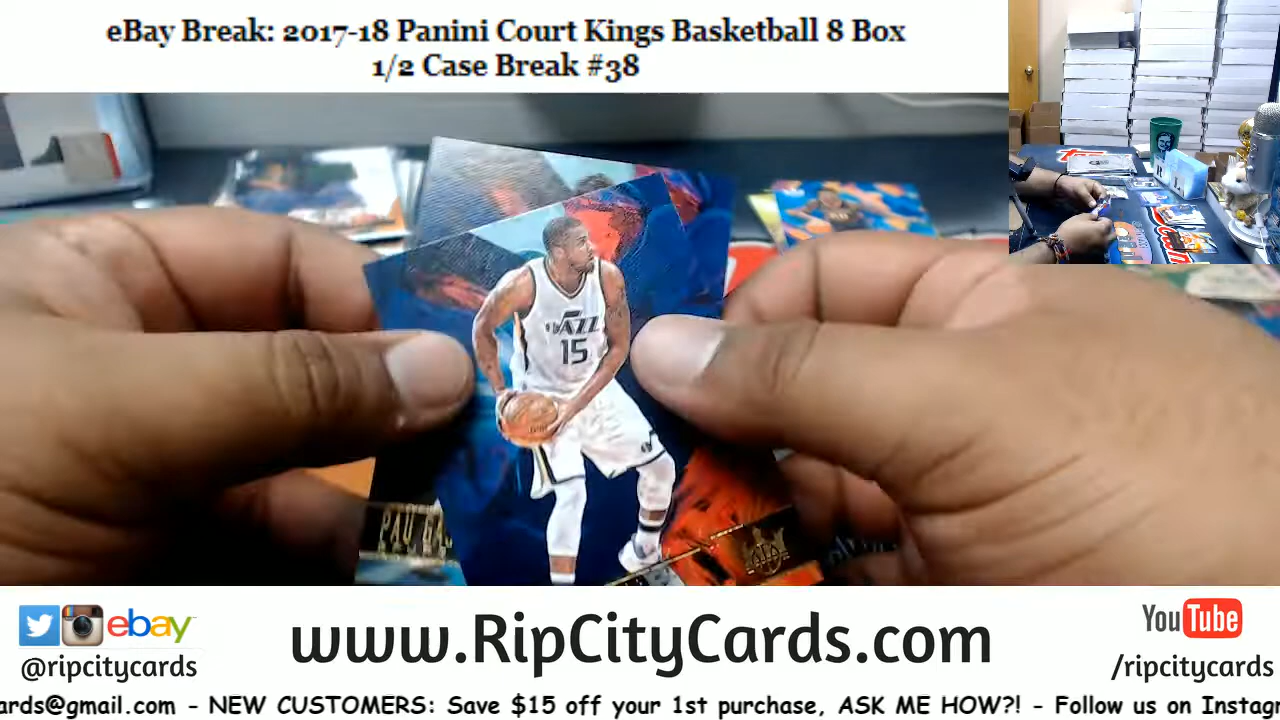 eBay Break: 2017-18 Panini Court Kings Basketball 8 Box
1/2 Case Break #38
JAZZ
15
PAU GAS
ebay
@ripcitycards
www.RipCityCards.com
YouTube
/ripcitycards
ards@gmail.com - NEW CUSTOMERS: Save $15 off your 1st purchase, ASK ME HOW?! - Follow us on Instagr